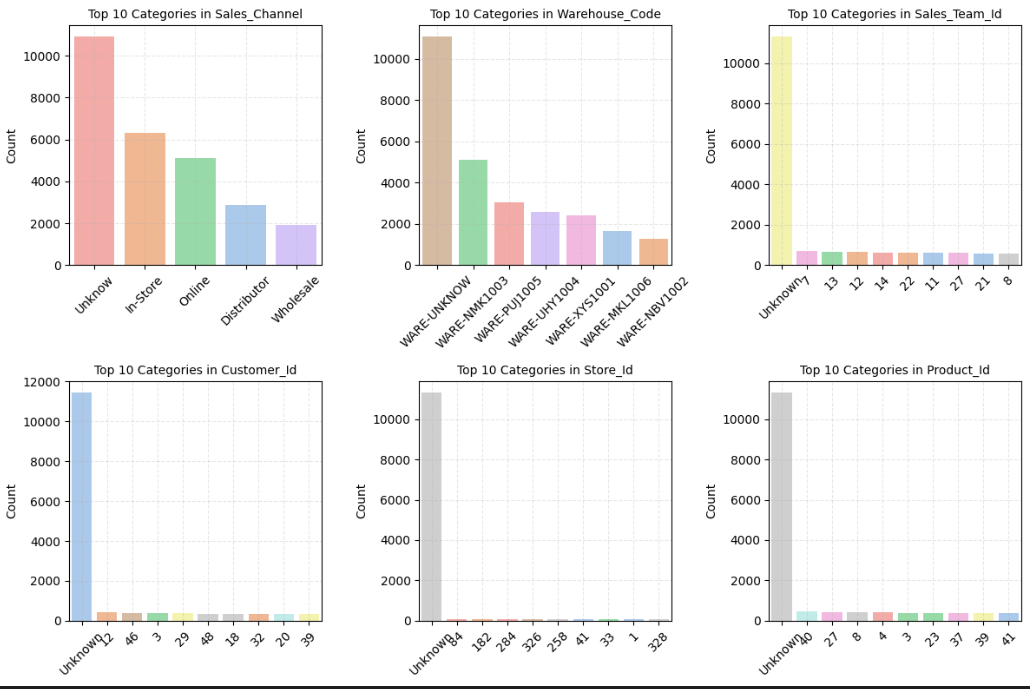 Top 10 Categories in Sales_Channel
Count
10000
8000
6000
4000
2000
0
Unknow
In-Store
Online
Distributor
Wholesale
Top 10 Categories in Warehouse_Code
Count
10000
8000
6000
4000
2000
0
WARE-UNKNOW
WARE-NMK1003
WARE-PUJ1005
WARE-UHY1004
WARE-XYS1001
WARE-MKL1006
WARE-NBV1002
Top 10 Categories in Sales_Team_Id
Count
10000
8000
6000
4000
2000
0
Unknown
7
13
12
14
22
11
27
21
8
Top 10 Categories in Customer_Id
Count
12000
10000
8000
6000
4000
2000
0
Unknown
12
46
3
29
48
18
32
20
39
Top 10 Categories in Store_Id
Count
10000
8000
6000
4000
2000
0
Unknown
84
182
284
326
258
41
33
1
328
Top 10 Categories in Product_Id
Count
10000
8000
6000
4000
2000
0
Unknown
40
27
8
4
3
23
37
39
41